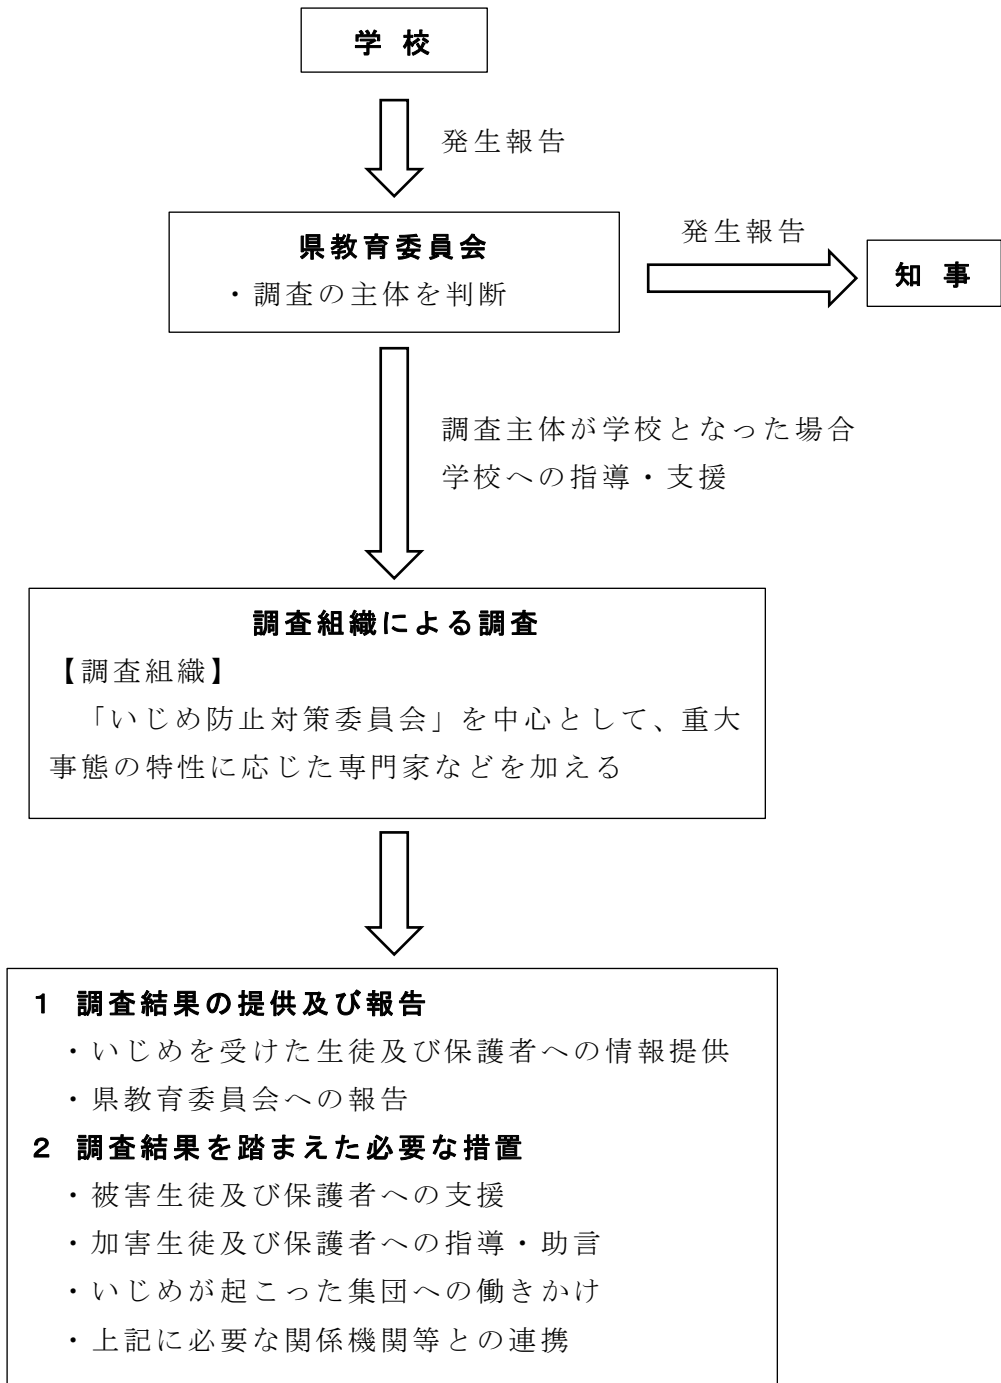 学 校
発生報告
県教育委員会
・調査の主体を判断
発生報告
知 事
調査主体が学校となった場合
学校への指導・支援
調査組織による調査
【調査組織】
「いじめ防止対策委員会」を中心として、重大
事態の特性に応じた専門家などを加える
1 調査結果の提供及び報告
・いじめを受けた生徒及び保護者への情報提供
・県教育委員会への報告
2 調査結果を踏まえた必要な措置
・被害生徒及び保護者への支援
・加害生徒及び保護者への指導・助言
・いじめが起こった集団への働きかけ
・上記に必要な関係機関等との連携